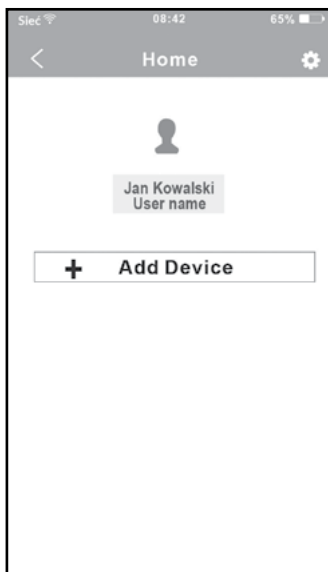 Sieć 08:42 65%
Home
Jan Kowalski
User name
+ Add Device